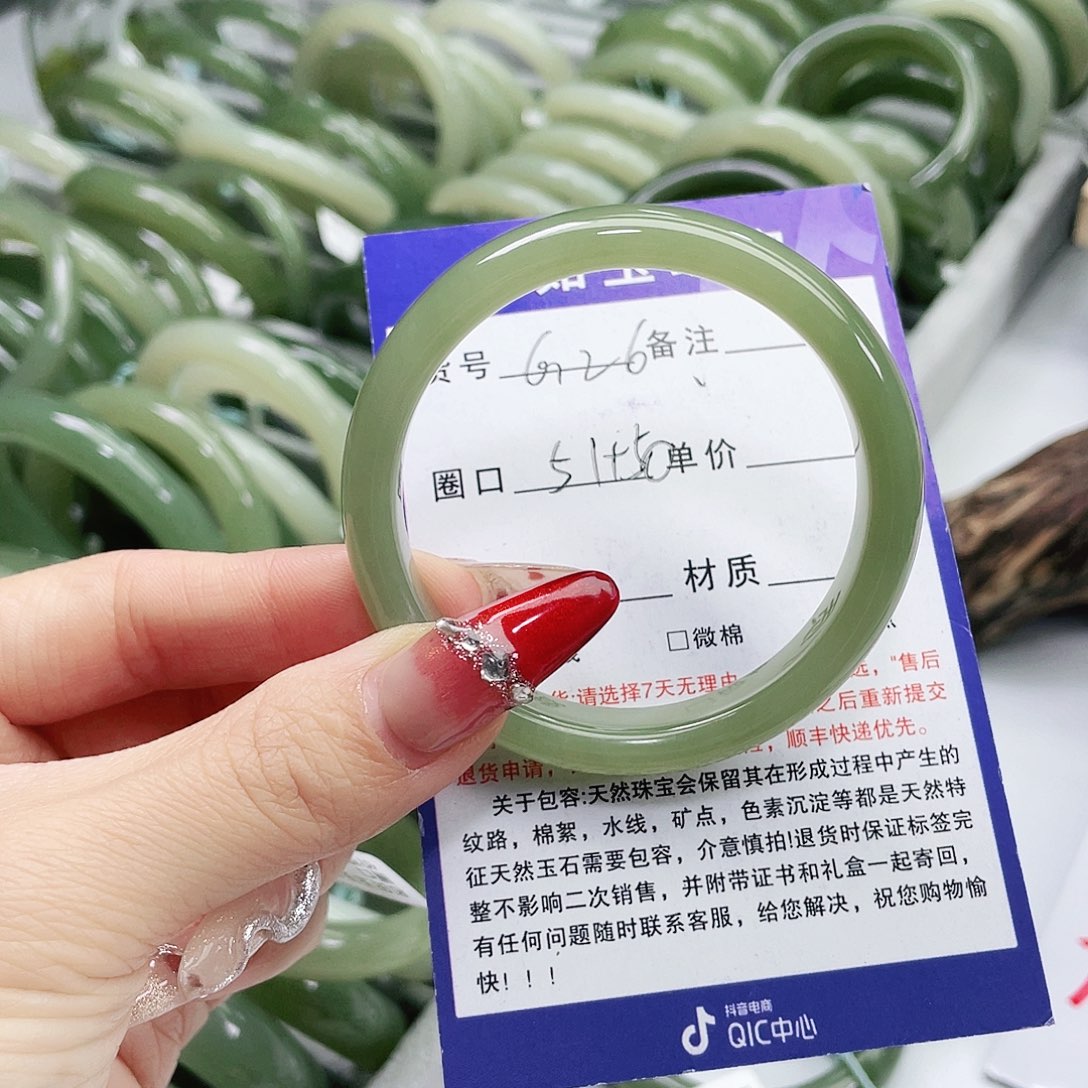 货号 G26 备注
圈口 51+50 单价
材质
□微棉
货:请选择7天无理由 选，"售后
之后重新提交
退货申请， 顺丰快递优先。
关于包容:天然珠宝会保留其在形成过程中产生的
纹路，棉絮，水线，矿点，色素沉淀等都是天然特
征天然玉石需要包容，介意慎拍!退货时保证标签完
整不影响二次销售，并附带证书和礼盒一起寄回，
有任何问题随时联系客服，给您解决，祝您购物愉
快！！！
抖音电商
QIC中心